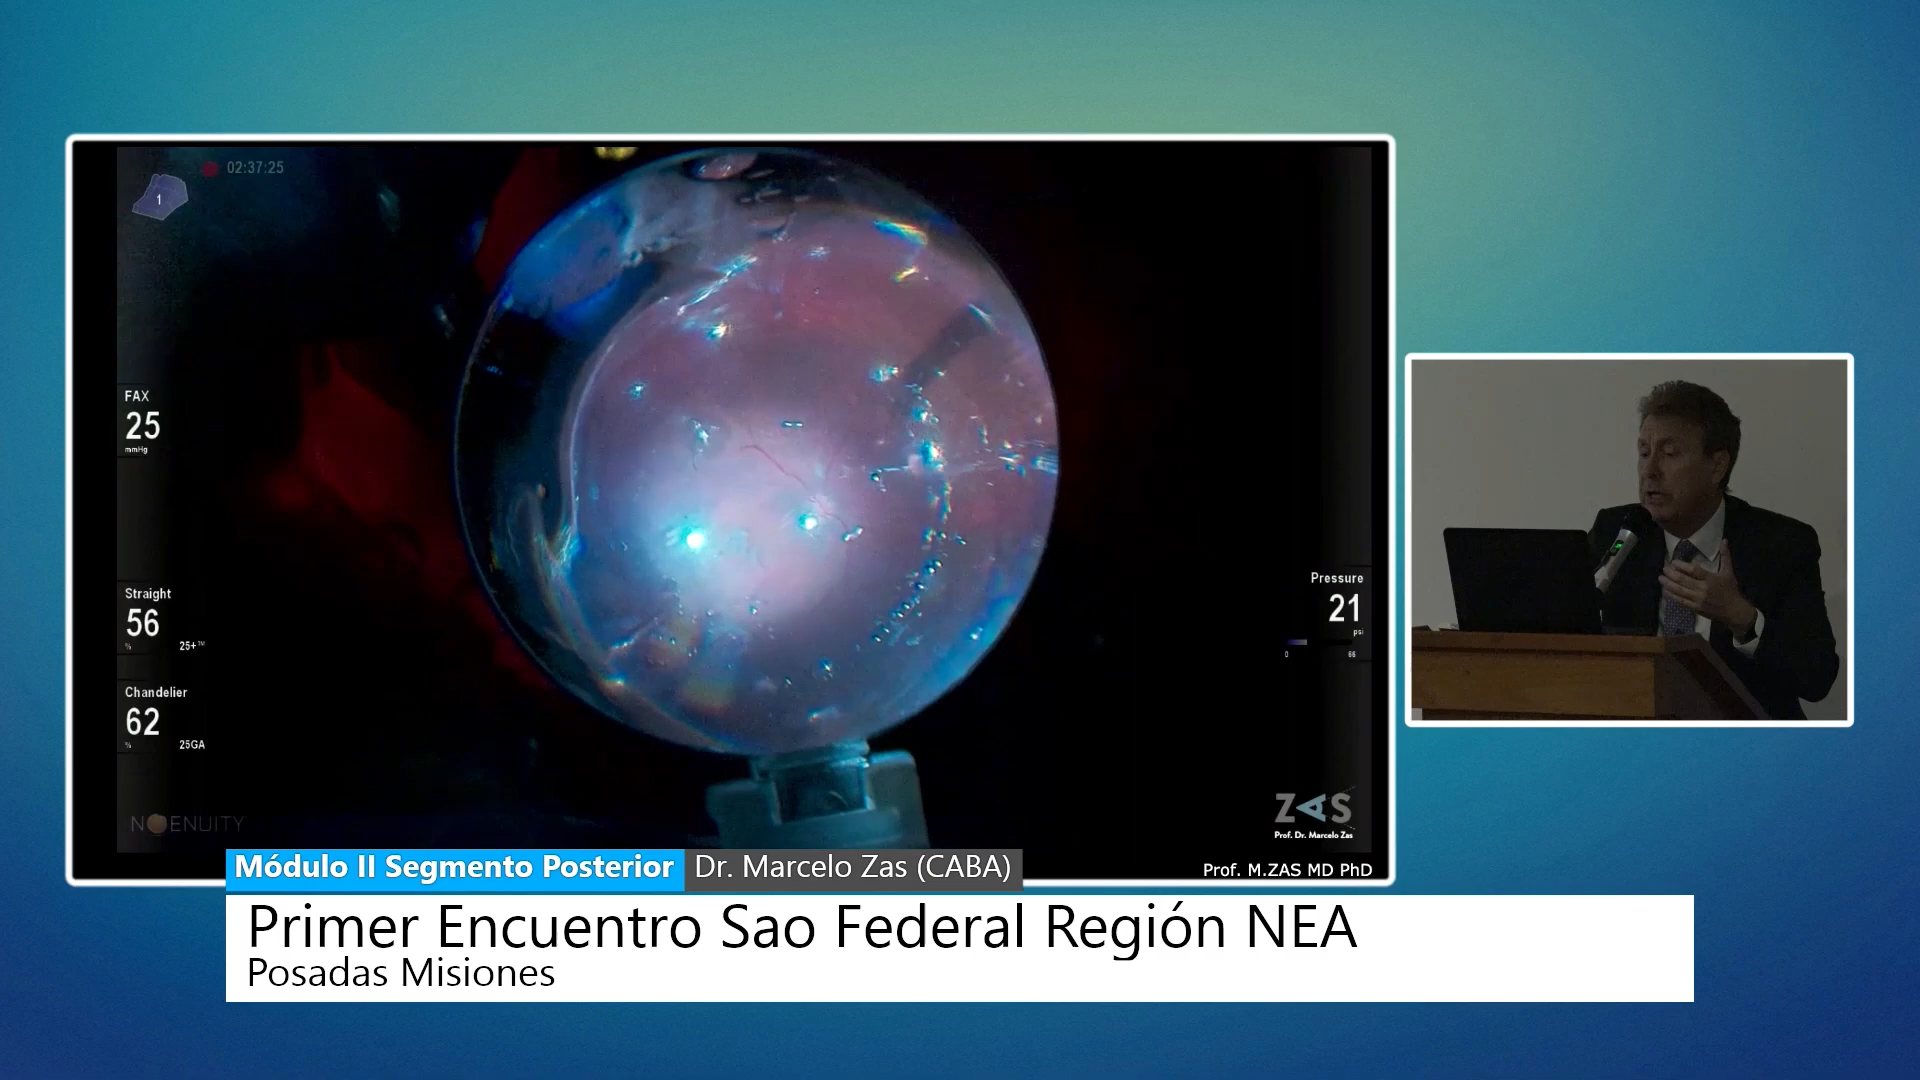 02:37:25
1
FAX
25
mmHg
Straight
56
% 25+™
Chandelier
62
% 25GA
NGENUITY
Pressure
21
psi
0 66
ZAS
Prof. Dr. Marcelo Zas
Prof. M.ZAS MD PhD
Módulo II Segmento Posterior Dr. Marcelo Zas (CABA)
Primer Encuentro Sao Federal Región NEA
Posadas Misiones